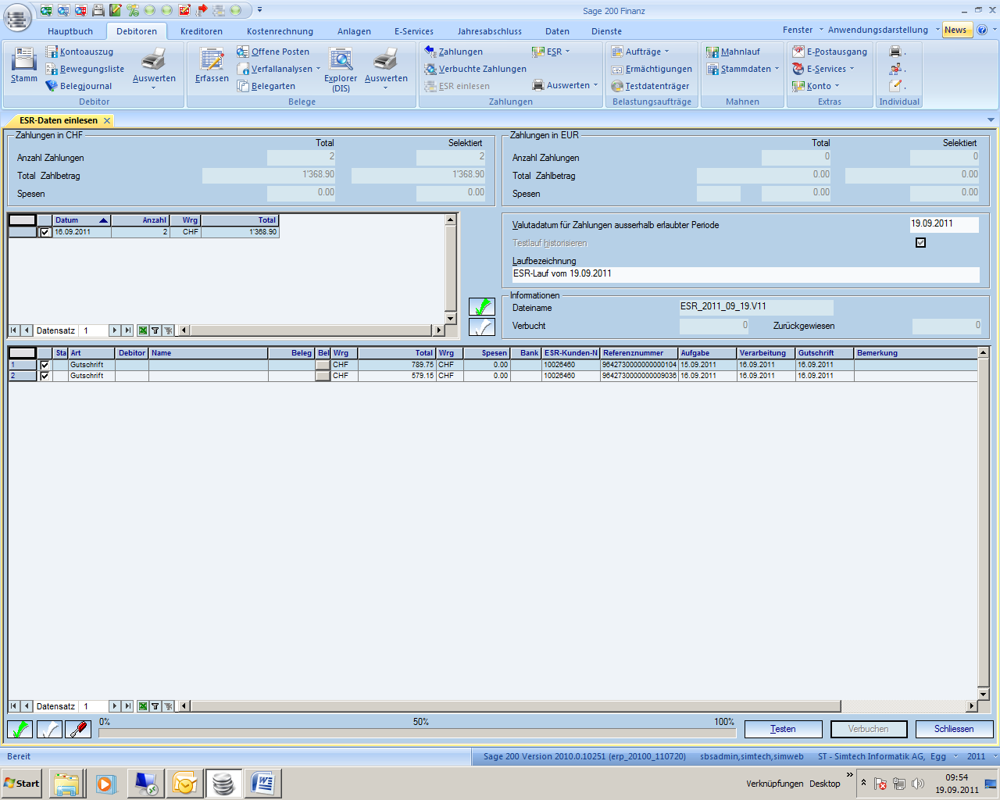 Sage 200 Finanz
Hauptbuch Debitoren Kreditoren Kostenrechnung Anlagen E-Services Jahresabschluss Daten Dienste Fenster Anwendungsdarstellung News
Stamm
Kontoauszug
Bewegungsliste
Belegjournal
Auswerten
Debitor
Erfassen
Offene Posten
Verfallanalysen
Belegarten
Explorer (DIS)
Auswerten
Belege
Zahlungen
Verbuchte Zahlungen
ESR einlesen
ESR
Auswerten
Zahlungen
Aufträge
Ermächtigungen
Testdatenträger
Belastungsaufträge
Mahnlauf
Stammdaten
Mahnen
E-Postausgang
E-Services
Konto
Extras
Individual
ESR-Daten einlesen
Zahlungen in CHF
Total Selektiert
Anzahl Zahlungen 2 2
Total Zahlbetrag 1'368.90 1'368.90
Spesen 0.00 0.00
Zahlungen in EUR
Total Selektiert
Anzahl Zahlungen 0 0
Total Zahlbetrag 0.00 0.00
Spesen 0.00 0.00
Datum Anzahl Wrg Total
16.09.2011 2 CHF 1'368.90
Datensatz 1
Valutadatum für Zahlungen ausserhalb erlaubter Periode 19.09.2011
Testlauf historisieren
Laufbezeichnung
ESR-Lauf vom 19.09.2011
Informationen
Dateiname ESR_2011_09_19.V11
Verbucht 0 Zurückgewiesen 0
Sta Art Debitor Name Beleg Bel Wrg Total Wrg Spesen Bank ESR-Kunden-N Referenznummer Aufgabe Verarbeitung Gutschrift Bemerkung
1 Gutschrift CHF 789.75 CHF 0.00 10026460 9642730000000000104 15.09.2011 16.09.2011 16.09.2011
2 Gutschrift CHF 579.15 CHF 0.00 10026460 9642730000000009036 16.09.2011 16.09.2011 16.09.2011
Datensatz 1
0% 50% 100%
Testen Verbuchen Schliessen
Bereit Sage 200 Version 2010.0.10251 (erp_20100_110720) sbsadmin,simtech,simweb ST - Simtech Informatik AG, Egg 2011
Start Verknüpfungen Desktop 09:54
19.09.2011